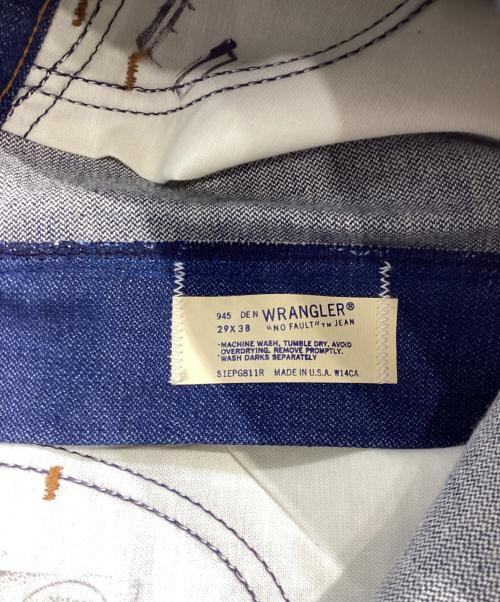 945 DEN WRANGLER®
29X38 "NO FAULT"™ JEAN
·MACHINE WASH, TUMBLE DRY, AVOID
OVERDRYING. REMOVE PROMPTLY.
·WASH DARKS SEPARATELY
S1EPG811R MADE IN U.S.A. W14CA